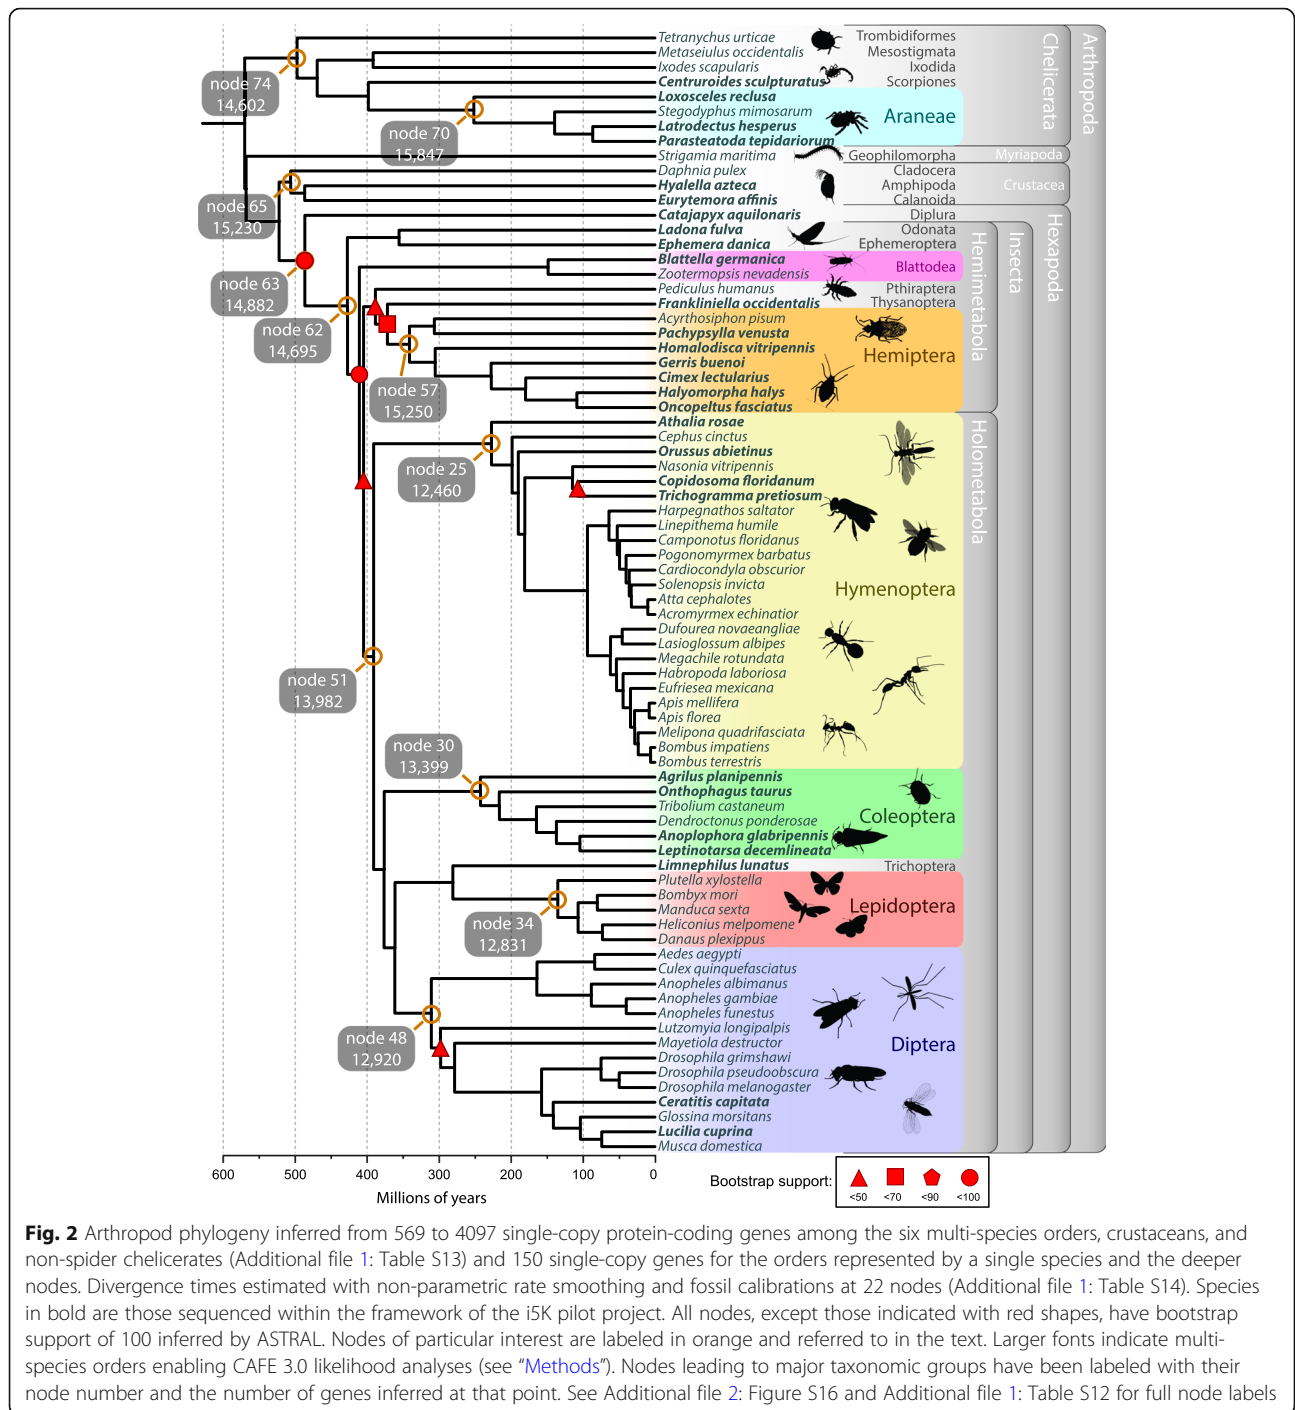 Tetranychus urticae
Trombidiformes
Metaseiulus occidentalis
Mesostigmata
Ixodes scapularis
Ixodida
Centruroides sculpturatus
Scorpiones
Loxosceles reclusa
Stegodyphus mimosarum
Araneae
Latrodectus hesperus
Parasteatoda tepidariorum
Strigamia maritima
Geophilomorpha
Myriapoda
Daphnia pulex
Cladocera
Hyalella azteca
Amphipoda
Crustacea
Eurytemora affinis
Calanoida
Catajapyx aquilonaris
Diplura
Ladona fulva
Odonata
Ephemera danica
Ephemeroptera
Blattella germanica
Blattodea
Zootermopsis nevadensis
Pediculus humanus
Pthiraptera
Frankliniella occidentalis
Thysanoptera
Acyrthosiphon pisum
Pachypsylla venusta
Homalodisca vitripennis
Hemiptera
Gerris buenoi
Cimex lectularius
Halyomorpha halys
Oncopeltus fasciatus
Athalia rosae
Cephus cinctus
Orussus abietinus
Nasonia vitripennis
Copidosoma floridanum
Trichogramma pretiosum
Harpegnathos saltator
Linepithema humile
Camponotus floridanus
Pogonomyrmex barbatus
Cardiocondyla obscurior
Solenopsis invicta
Hymenoptera
Atta cephalotes
Acromyrmex echinatior
Dufourea novaeangliae
Lasioglossum albipes
Megachile rotundata
Habropoda laboriosa
Eufriesea mexicana
Apis mellifera
Apis florea
Melipona quadrifasciata
Bombus impatiens
Bombus terrestris
Agrilus planipennis
Onthophagus taurus
Tribolium castaneum
Coleoptera
Dendroctonus ponderosae
Anoplophora glabripennis
Leptinotarsa decemlineata
Limnephilus lunatus
Trichoptera
Plutella xylostella
Bombyx mori
Manduca sexta
Lepidoptera
Heliconius melpomene
Danaus plexippus
Aedes aegypti
Culex quinquefasciatus
Anopheles albimanus
Anopheles gambiae
Anopheles funestus
Lutzomyia longipalpis
Mayetiola destructor
Diptera
Drosophila grimshawi
Drosophila pseudoobscura
Drosophila melanogaster
Ceratitis capitata
Glossina morsitans
Lucilia cuprina
Musca domestica
Chelicerata
Arthropoda
Hemimetabola
Insecta
Hexapoda
Holometabola
node 74
14,602
node 70
15,847
node 65
15,230
node 63
14,882
node 62
14,695
node 57
15,250
node 25
12,460
node 51
13,982
node 30
13,399
node 34
12,831
node 48
12,920
600 500 400 300 200 100 0
Millions of years
Bootstrap support:
<50 <70 <90 <100
Fig. 2 Arthropod phylogeny inferred from 569 to 4097 single-copy protein-coding genes among the six multi-species orders, crustaceans, and
non-spider chelicerates (Additional file 1: Table S13) and 150 single-copy genes for the orders represented by a single species and the deeper
nodes. Divergence times estimated with non-parametric rate smoothing and fossil calibrations at 22 nodes (Additional file 1: Table S14). Species
in bold are those sequenced within the framework of the i5K pilot project. All nodes, except those indicated with red shapes, have bootstrap
support of 100 inferred by ASTRAL. Nodes of particular interest are labeled in orange and referred to in the text. Larger fonts indicate multi-
species orders enabling CAFE 3.0 likelihood analyses (see “Methods”). Nodes leading to major taxonomic groups have been labeled with their
node number and the number of genes inferred at that point. See Additional file 2: Figure S16 and Additional file 1: Table S12 for full node labels